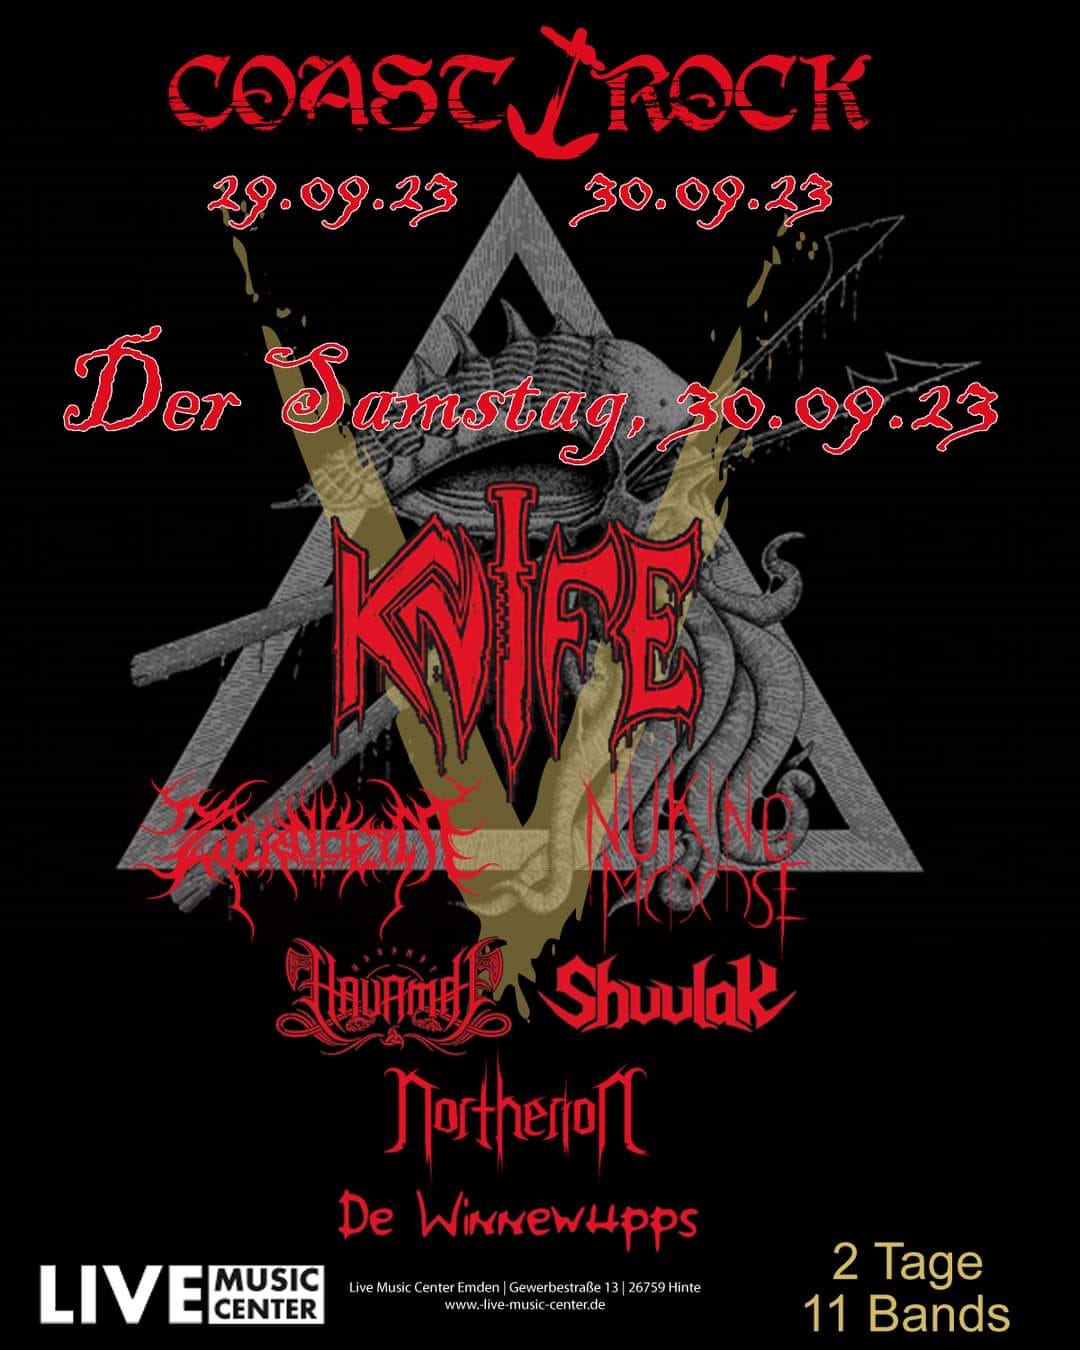 COAST ROCK
29.09.23 30.09.23
Der Samstag, 30.09.23
KNIFE
ZORNHEYM
NUKING
MOOSE
HAVAMAL
Shuulak
Northerion
De Winnewupps
LIVE MUSIC CENTER
Live Music Center Emden | Gewerbestraße 13 | 26759 Hinte
www.-live-music-center.de
2 Tage
11 Bands